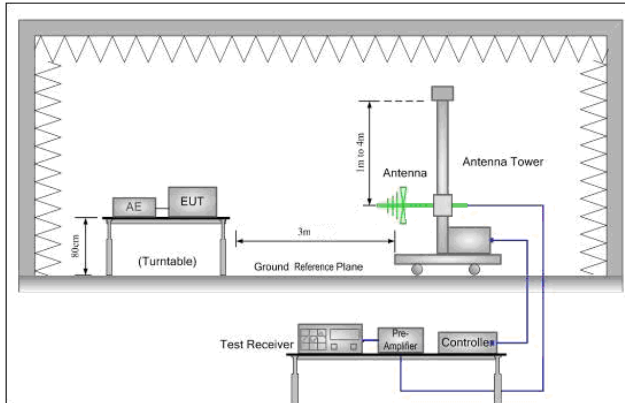 1m to 4m
Antenna
Antenna Tower
AE
EUT
80cm
(Turntable)
3m
Ground Reference Plane
Test Receiver
Pre-
Amplifier
Controller